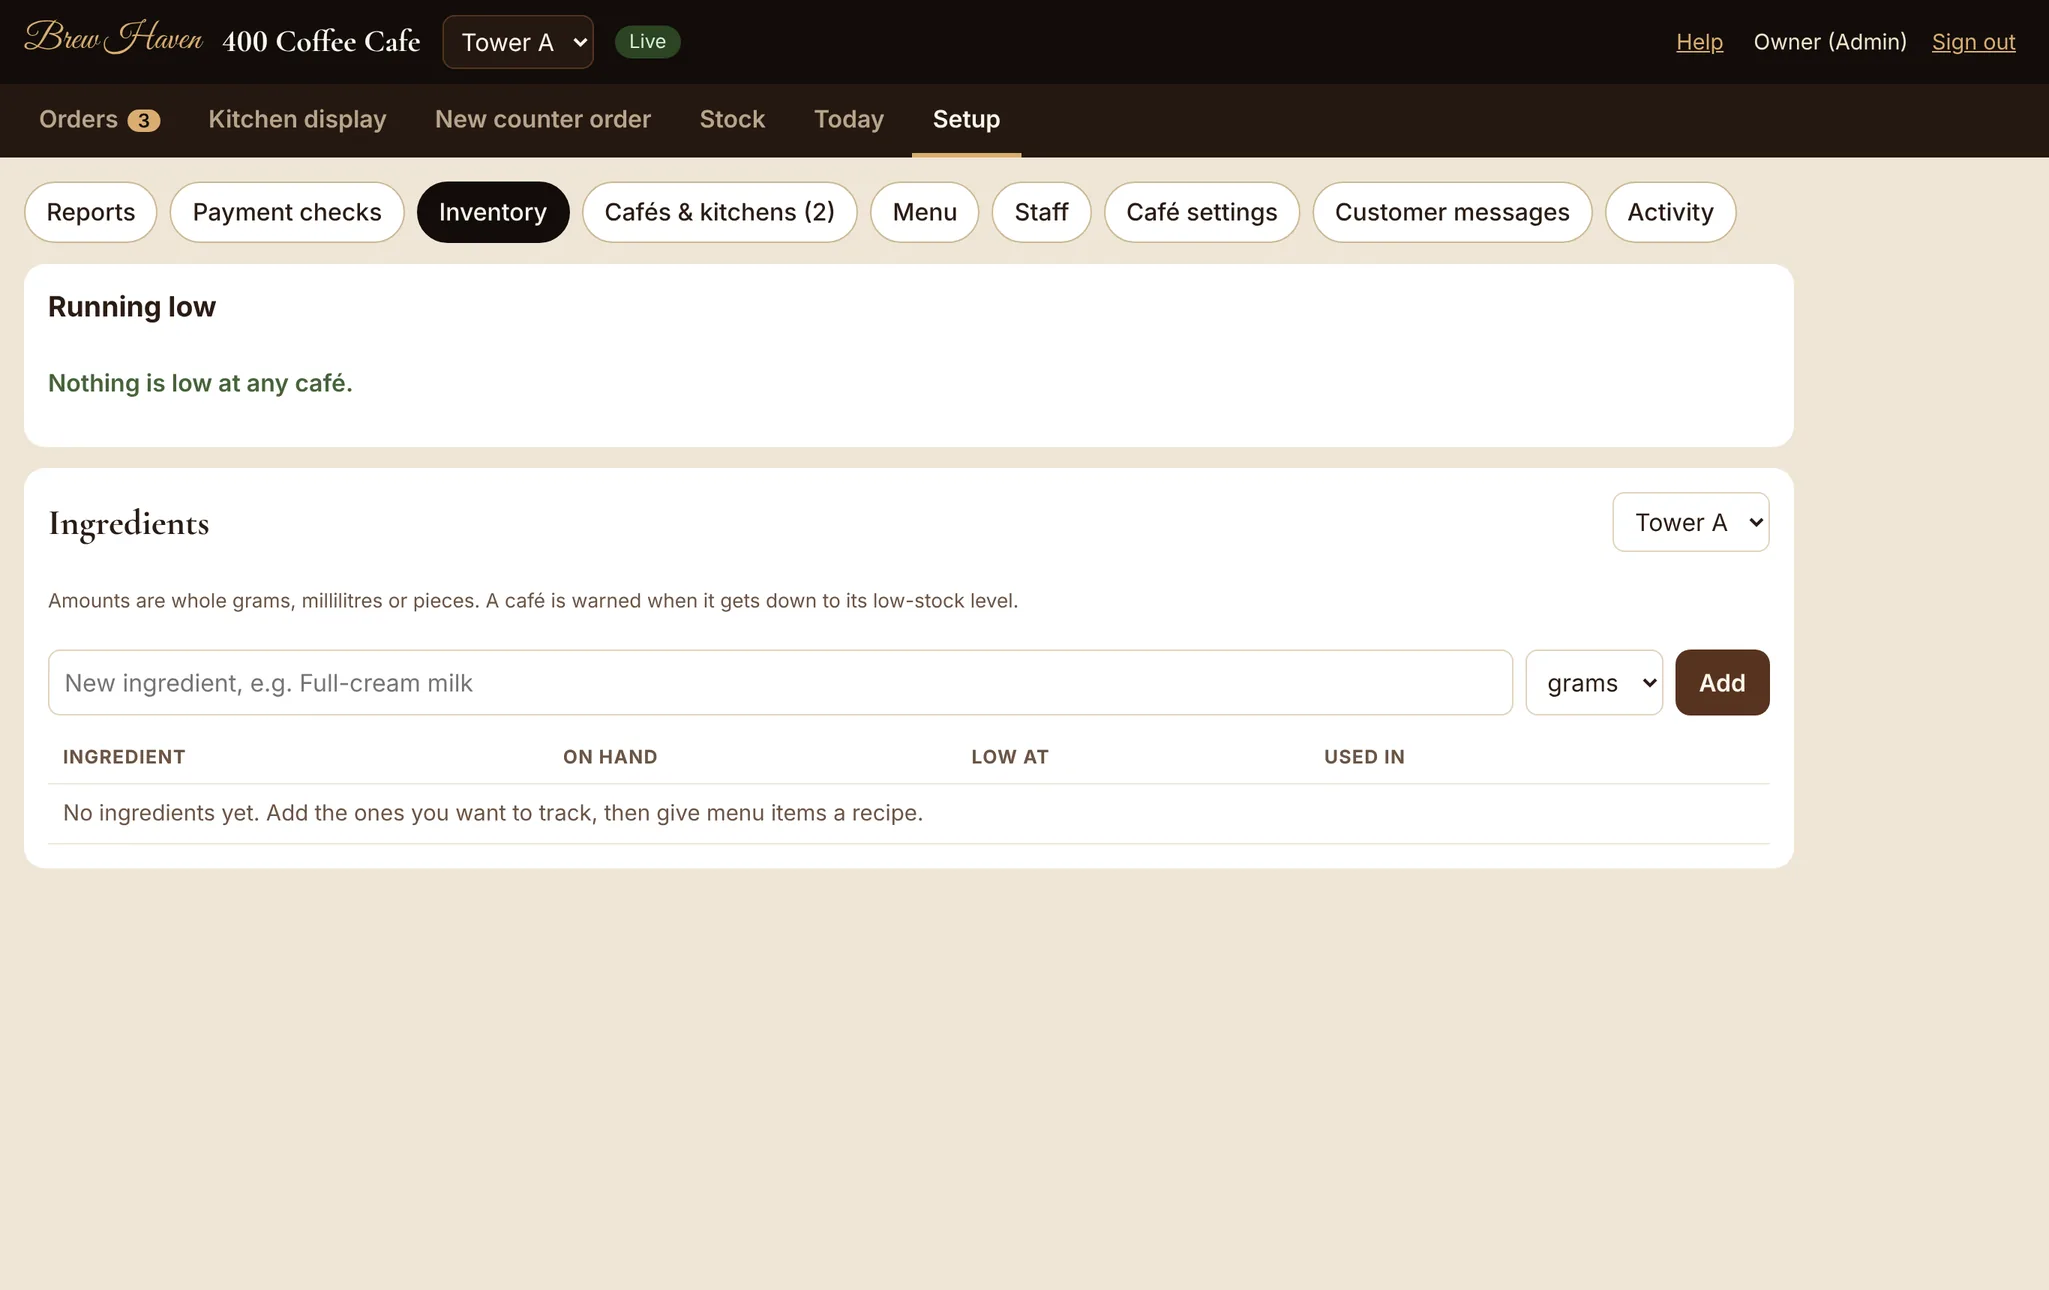 Brew Haven 400 Coffee Cafe Tower A Live Help Owner (Admin) Sign out
Orders 3 Kitchen display New counter order Stock Today Setup
Reports Payment checks Inventory Cafés & kitchens (2) Menu Staff Café settings Customer messages Activity
Running low
Nothing is low at any café.
Ingredients Tower A
Amounts are whole grams, millilitres or pieces. A café is warned when it gets down to its low-stock level.
New ingredient, e.g. Full-cream milk grams Add
INGREDIENT ON HAND LOW AT USED IN
No ingredients yet. Add the ones you want to track, then give menu items a recipe.